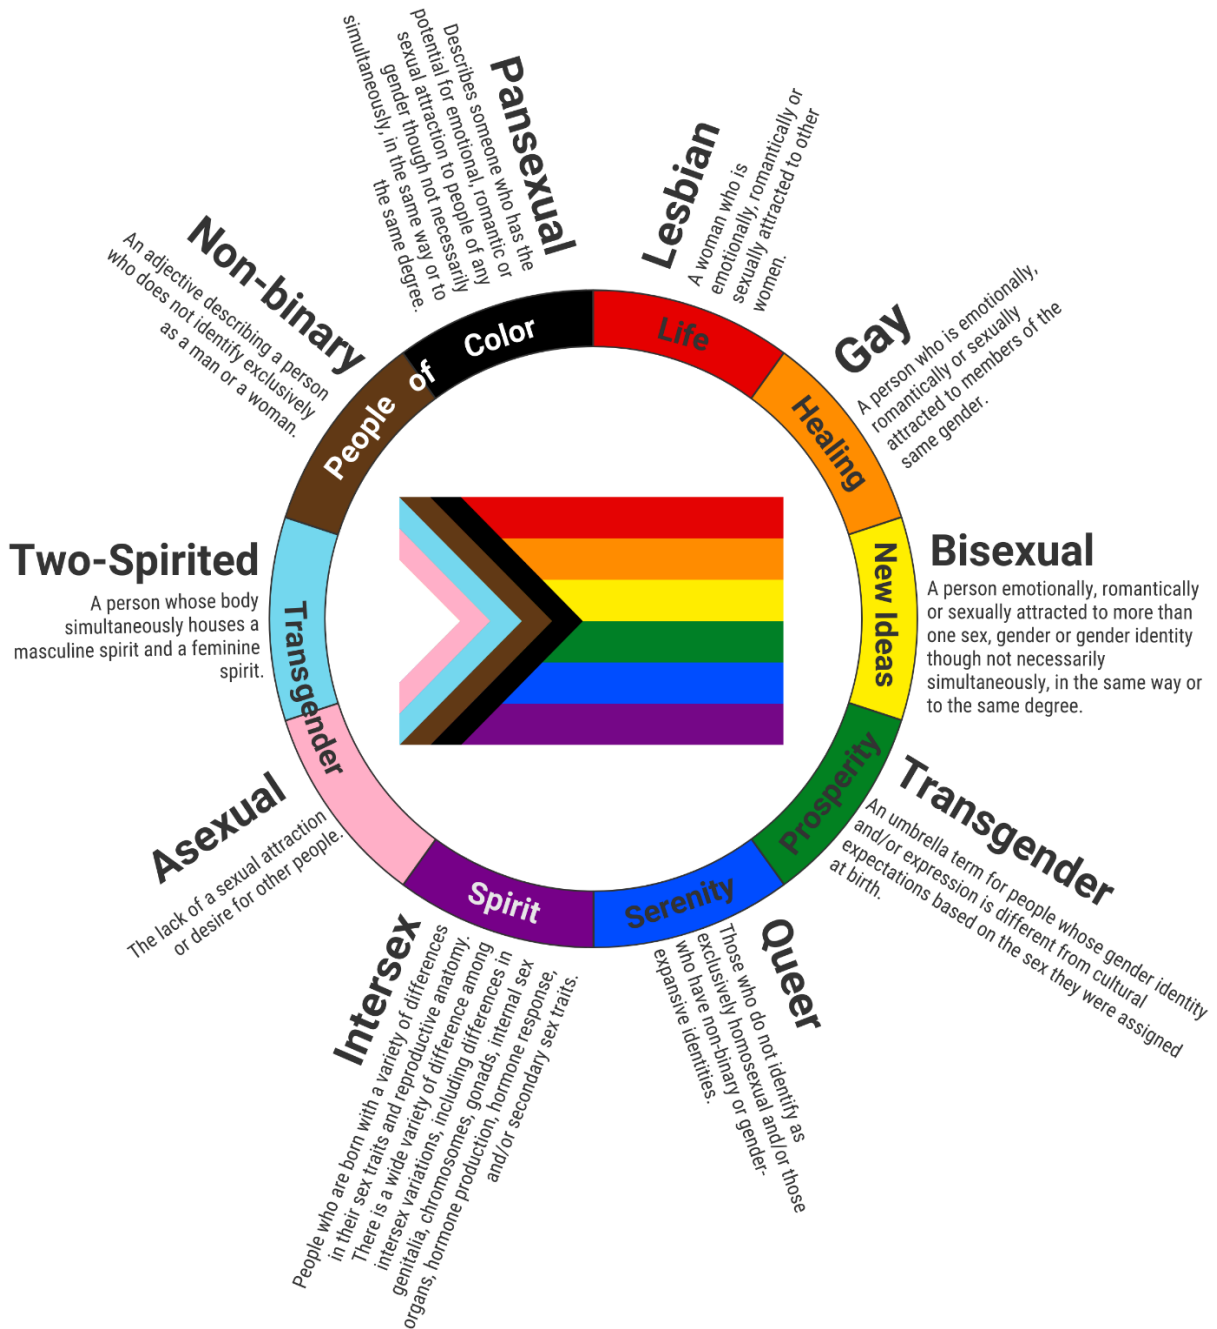 Pansexual
Describes someone who has the
potential for emotional, romantic or
sexual attraction to people of any
gender though not necessarily
simultaneously, in the same way or to
the same degree.
Lesbian
A woman who is
emotionally, romantically or
sexually attracted to other
women.
Gay
A person who is emotionally,
romantically or sexually
attracted to members of the
same gender.
Bisexual
A person emotionally, romantically
or sexually attracted to more than
one sex, gender or gender identity
though not necessarily
simultaneously, in the same way or
to the same degree.
Transgender
An umbrella term for people whose gender identity
and/or expression is different from cultural
expectations based on the sex they were assigned
at birth.
Queer
Those who do not identify as
exclusively homosexual and/or those
who have non-binary or gender-
expansive identities.
Intersex
People who are born with a variety of differences
in their sex traits and reproductive anatomy.
There is a wide variety of difference among
intersex variations, including differences in
genitalia, chromosomes, gonads, internal sex
organs, hormone production, hormone response,
and/or secondary sex traits.
Asexual
The lack of a sexual attraction
or desire for other people.
Two-Spirited
A person whose body
simultaneously houses a
masculine spirit and a feminine
spirit.
Non-binary
An adjective describing a person
who does not identify exclusively
as a man or a woman.
Life
Healing
New Ideas
Prosperity
Serenity
Spirit
Transgender
People of Color